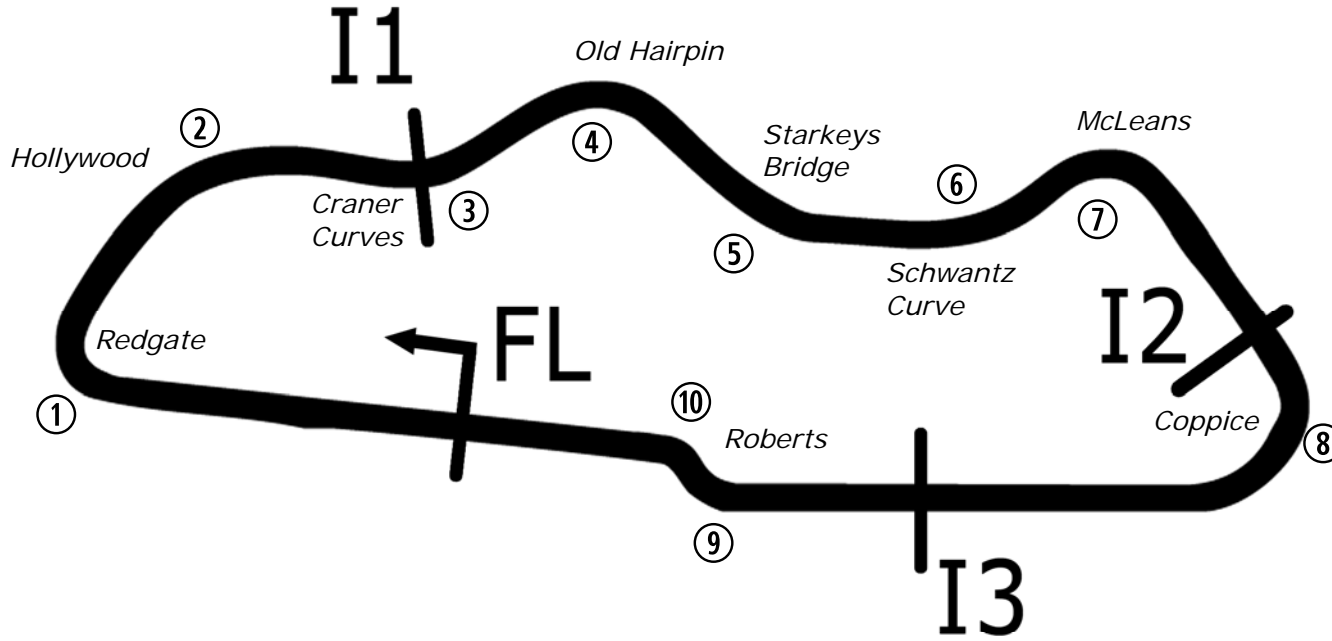 I1
Old Hairpin
②
Hollywood
④
Starkeys
Bridge
McLeans
⑥
Craner
Curves
③
⑦
⑤
Schwantz
Curve
I2
Redgate
FL
①
⑩
Roberts
Coppice
⑧
⑨
I3